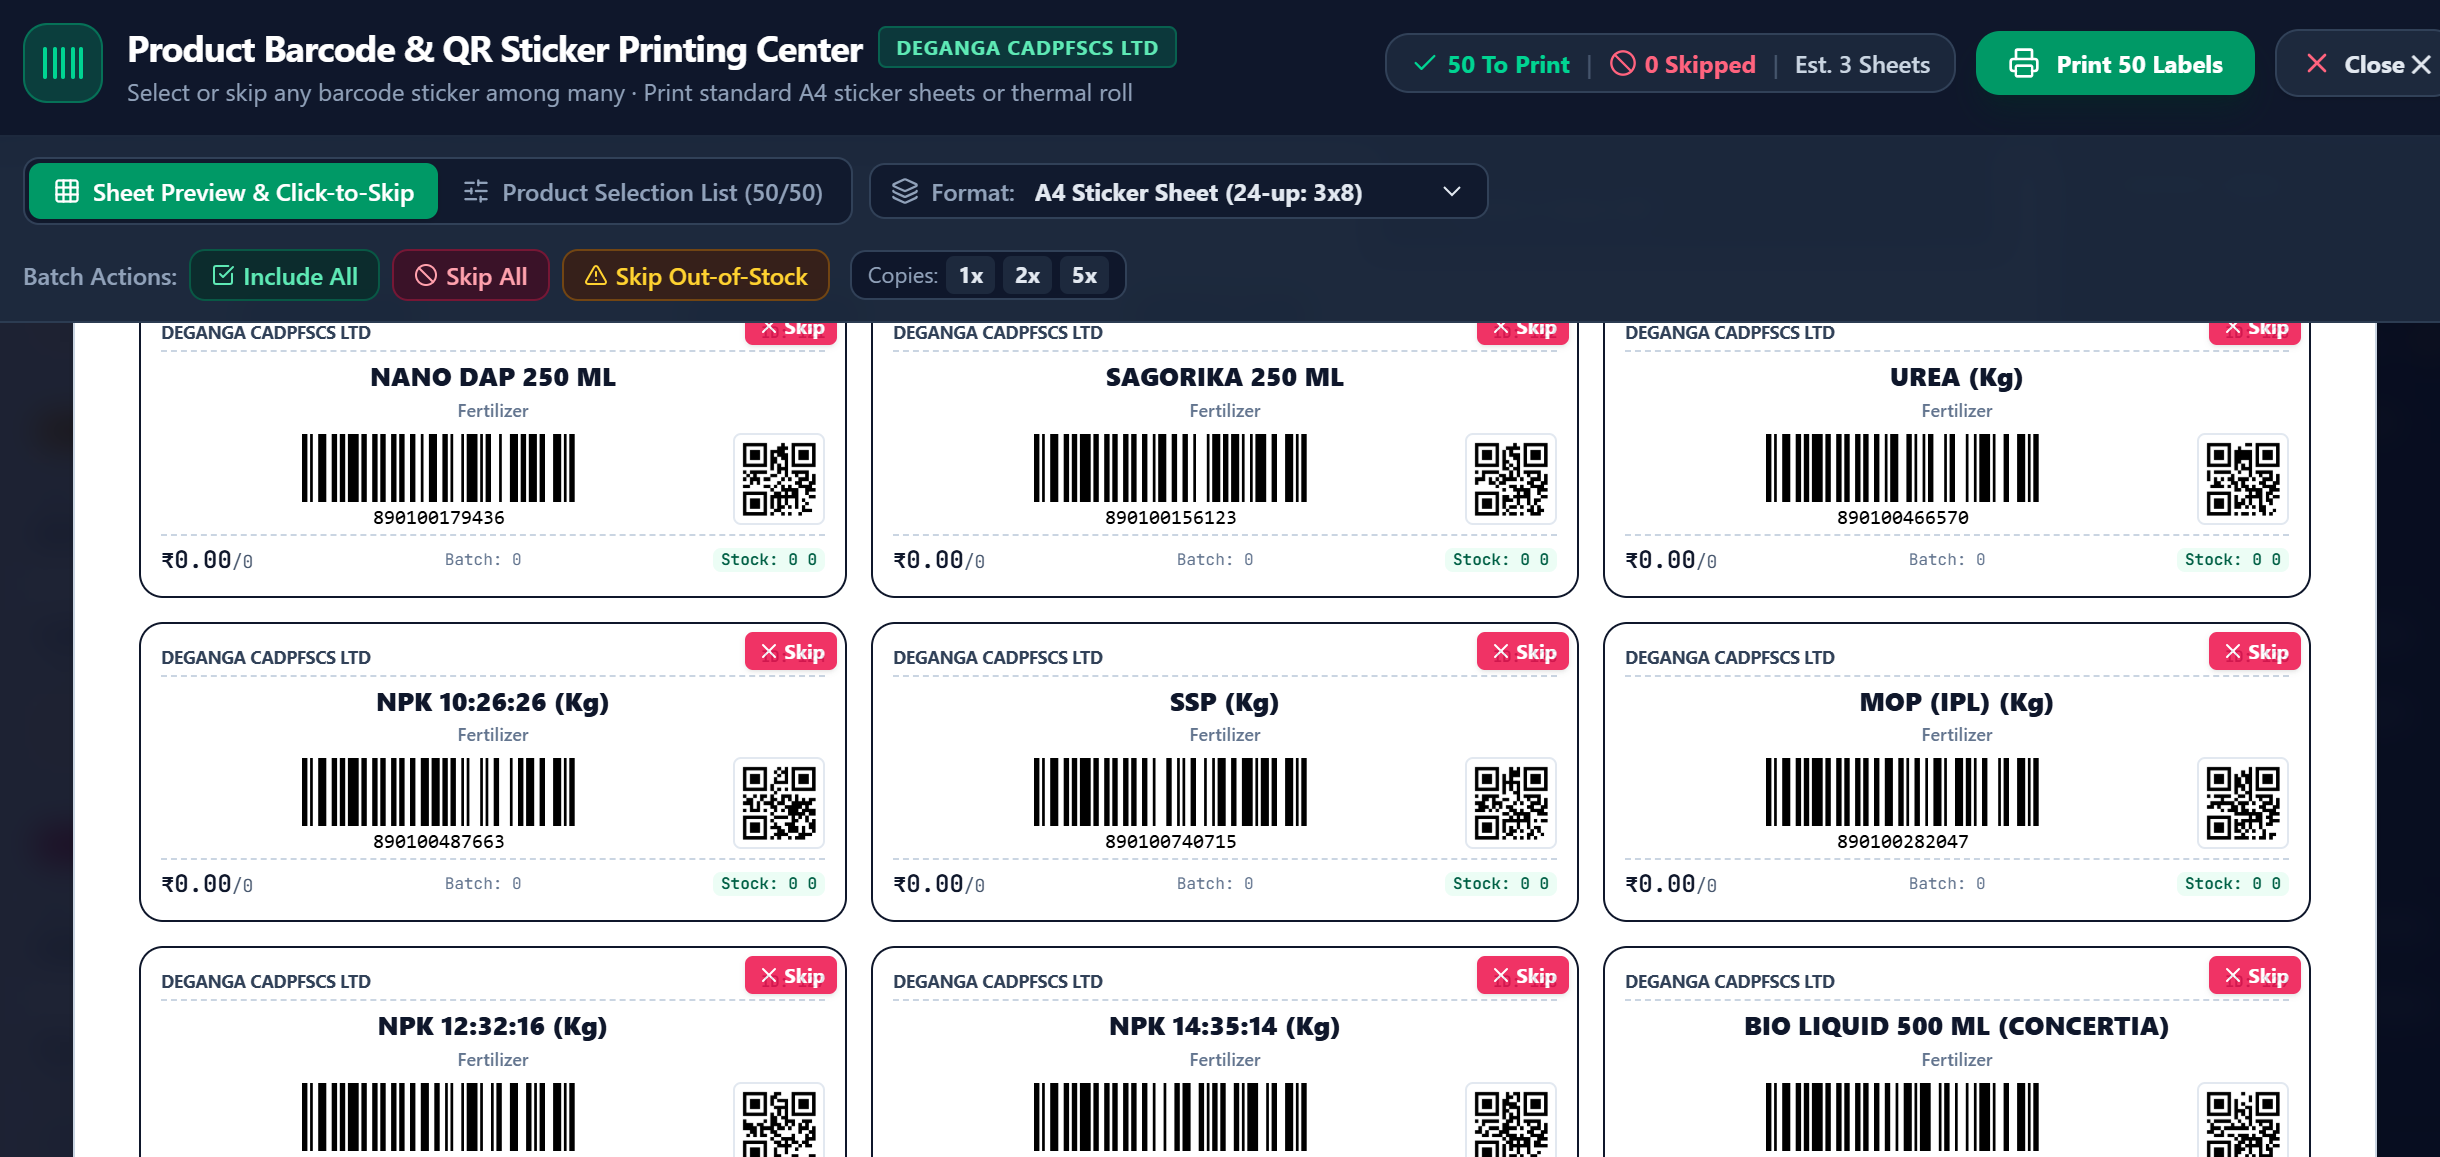 Product Barcode & QR Sticker Printing Center DEGANGA CADPFSCS LTD
Select or skip any barcode sticker among many · Print standard A4 sticker sheets or thermal roll
50 To Print | 0 Skipped | Est. 3 Sheets
Print 50 Labels
Close
Sheet Preview & Click-to-Skip
Product Selection List (50/50)
Format: A4 Sticker Sheet (24-up: 3x8)
Batch Actions: Include All Skip All Skip Out-of-Stock Copies: 1x 2x 5x
DEGANGA CADPFSCS LTD
Skip
NANO DAP 250 ML
Fertilizer
890100179436
₹0.00/0 Batch: 0 Stock: 0 0
DEGANGA CADPFSCS LTD
Skip
SAGORIKA 250 ML
Fertilizer
890100156123
₹0.00/0 Batch: 0 Stock: 0 0
DEGANGA CADPFSCS LTD
Skip
UREA (Kg)
Fertilizer
890100466570
₹0.00/0 Batch: 0 Stock: 0 0
DEGANGA CADPFSCS LTD
Skip
NPK 10:26:26 (Kg)
Fertilizer
890100487663
₹0.00/0 Batch: 0 Stock: 0 0
DEGANGA CADPFSCS LTD
Skip
SSP (Kg)
Fertilizer
890100740715
₹0.00/0 Batch: 0 Stock: 0 0
DEGANGA CADPFSCS LTD
Skip
MOP (IPL) (Kg)
Fertilizer
890100282047
₹0.00/0 Batch: 0 Stock: 0 0
DEGANGA CADPFSCS LTD
Skip
NPK 12:32:16 (Kg)
Fertilizer
DEGANGA CADPFSCS LTD
Skip
NPK 14:35:14 (Kg)
Fertilizer
DEGANGA CADPFSCS LTD
Skip
BIO LIQUID 500 ML (CONCERTIA)
Fertilizer